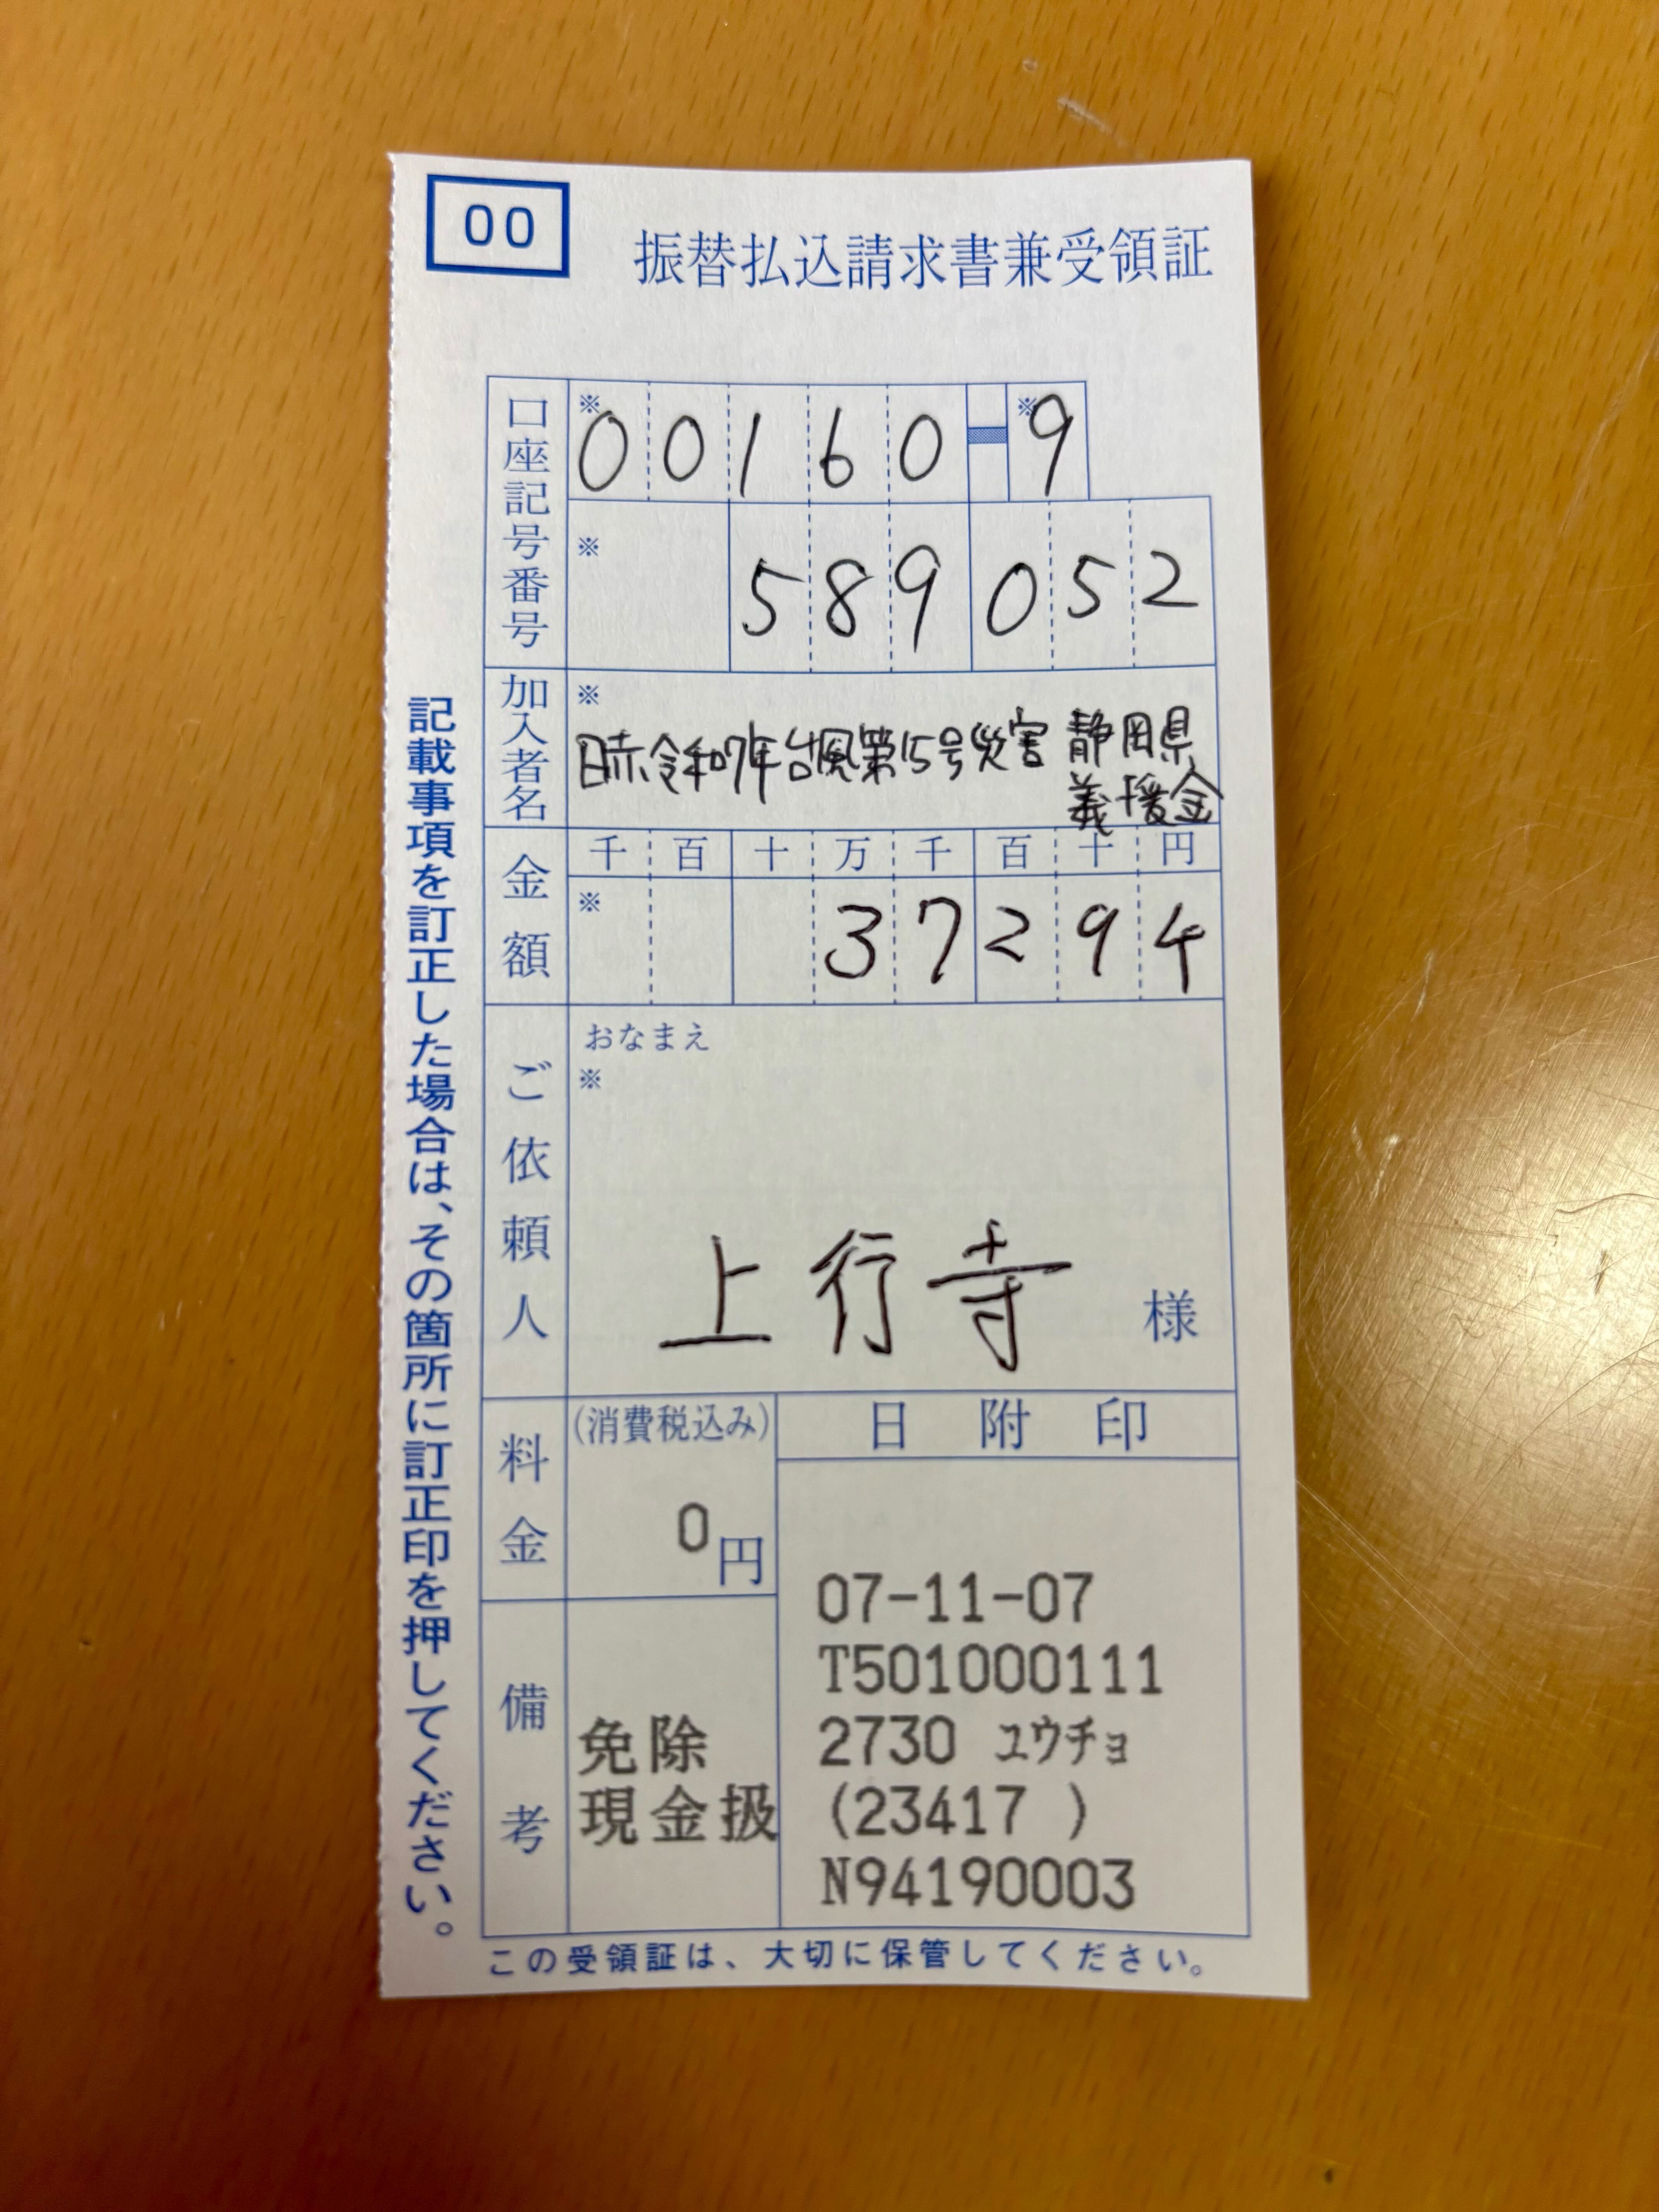 00
振替払込請求書兼受領証
口座記号番号
※00160-※9
※589052
加入者名
※
日赤令和7年台風第15号災害 静岡県
義援金
金額
千百十万千百十円
※37294
ご依頼人
おなまえ
※
上行寺 様
料金
(消費税込み)
0円
日附印
07-11-07
T501000111
2730 ユウチョ
(23417 )
N94190003
備考
免除
現金扱
この受領証は、大切に保管してください。
記載事項を訂正した場合は、その箇所に訂正印を押してください。